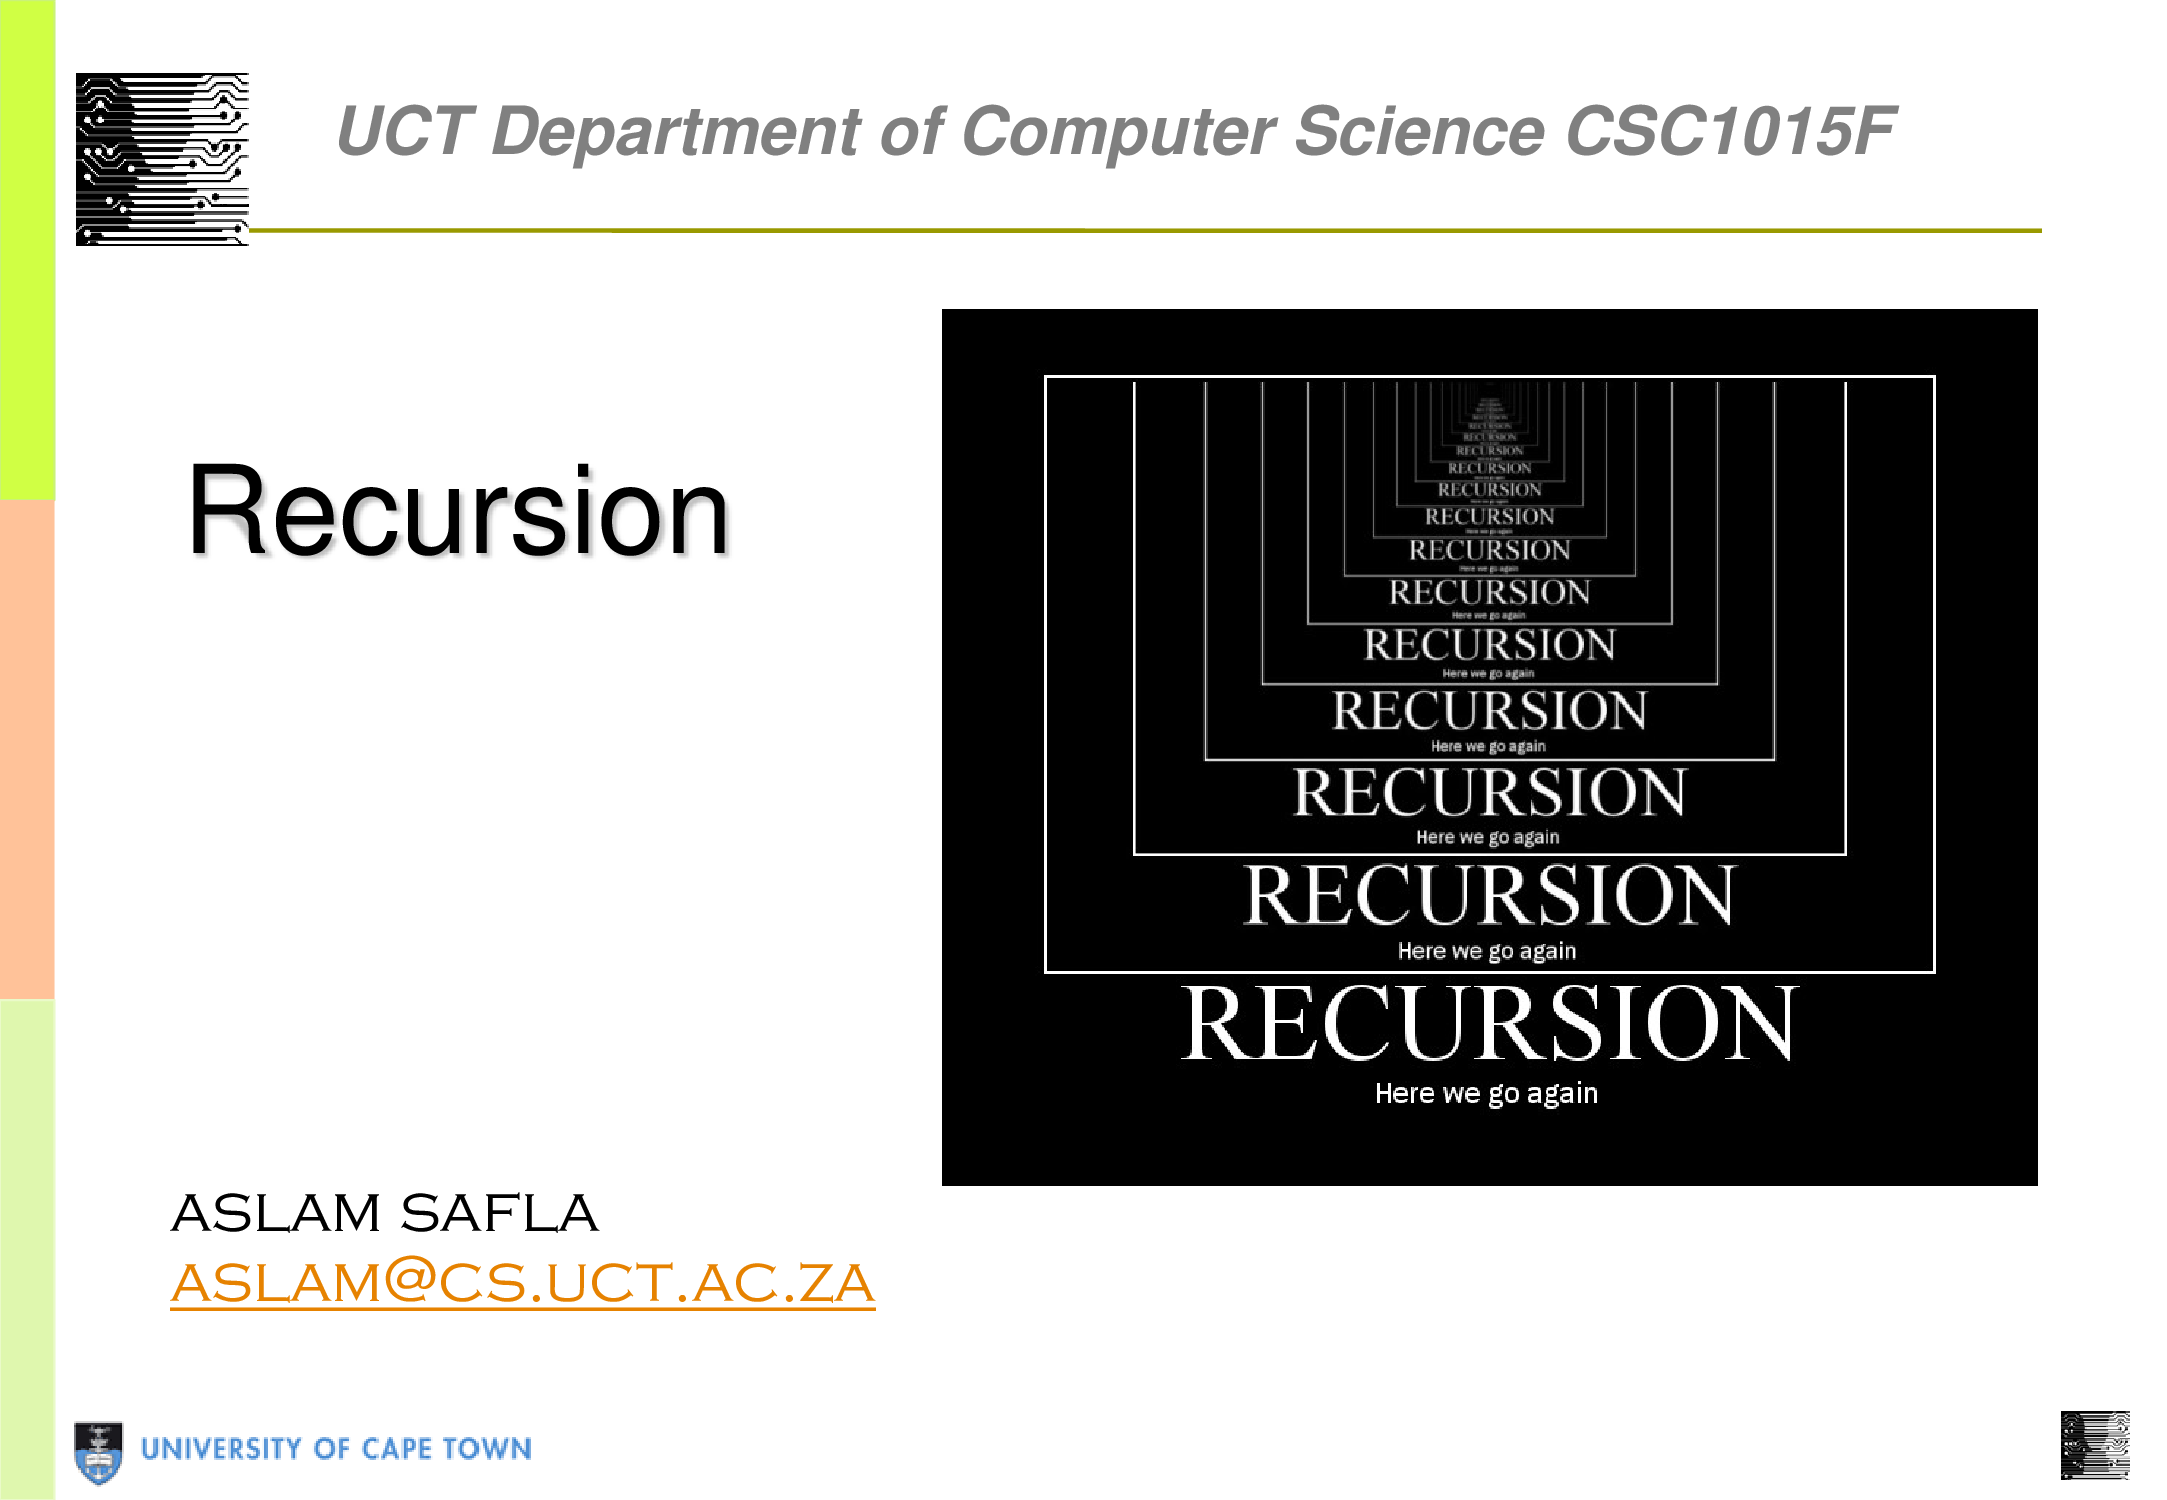 UCT Department of Computer Science CSC1015F
Recursion
RECURSION
RECURSION
RECURSION
RECURSION
RECURSION
RECURSION
RECURSION
Here we go again
RECURSION
Here we go again
RECURSION
Here we go again
RECURSION
Here we go again
RECURSION
Here we go again
RECURSION
Here we go again
RECURSION
Here we go again
ASLAM SAFLA
ASLAM@CS.UCT.AC.ZA
UNIVERSITY OF CAPE TOWN